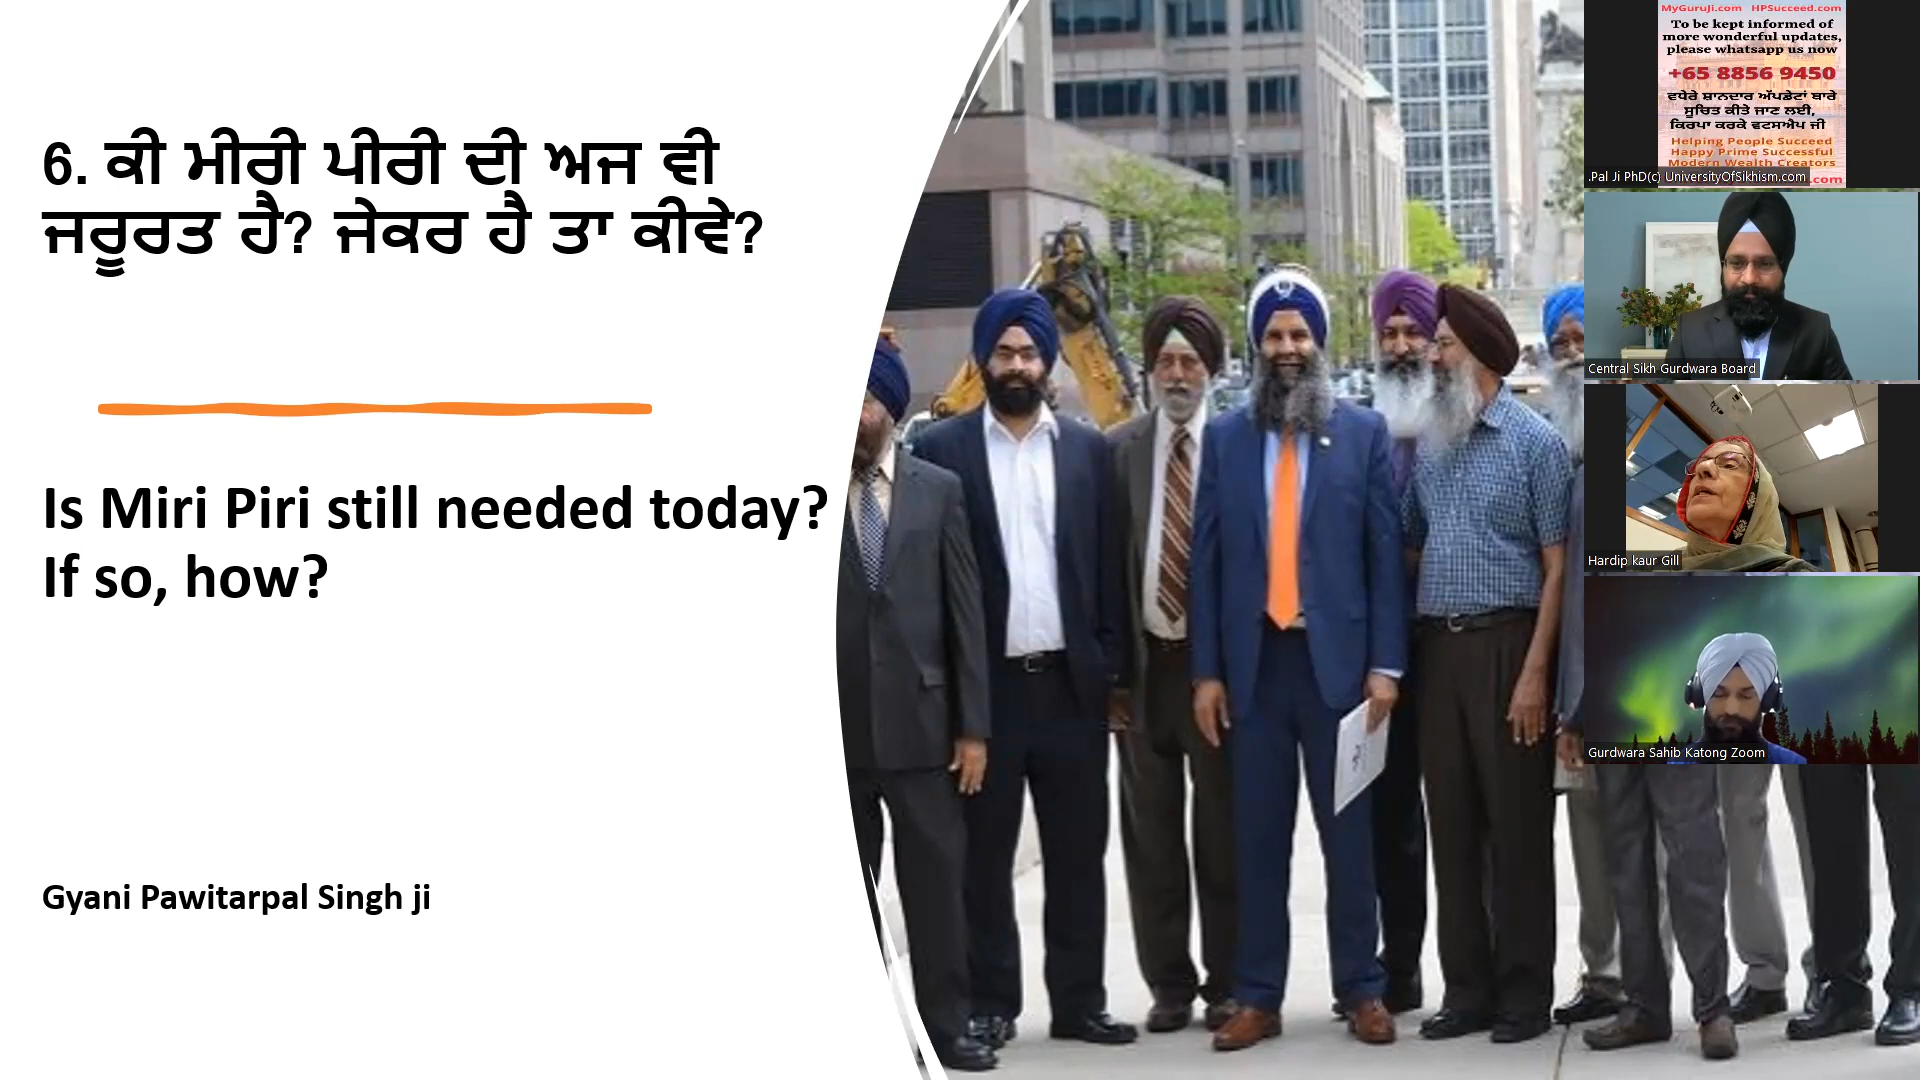 6. ਕੀ ਮੀਰੀ ਪੀਰੀ ਦੀ ਅਜ ਵੀ
ਜਰੂਰਤ ਹੈ? ਜੇਕਰ ਹੈ ਤਾ ਕੀਵੇ?
Is Miri Piri still needed today?
If so, how?
Gyani Pawitarpal Singh ji
MyGuruJi.com HPSucceed.com
To be kept informed of
more wonderful updates,
please whatsapp us now
+65 8856 9450
ਵਧੇਰੇ ਸ਼ਾਨਦਾਰ ਅੱਪਡੇਟਾਂ ਬਾਰੇ
ਸੂਚਿਤ ਕੀਤੇ ਜਾਣ ਲਈ,
ਕਿਰਪਾ ਕਰਕੇ ਵਟਸਐਪ ਜੀ
Helping People Succeed
Happy Prime Successful
Modern Wealth Creators
.com
.Pal Ji PhD(c) UniversityOfSikhism.com
Central Sikh Gurdwara Board
Hardip kaur Gill
Gurdwara Sahib Katong Zoom